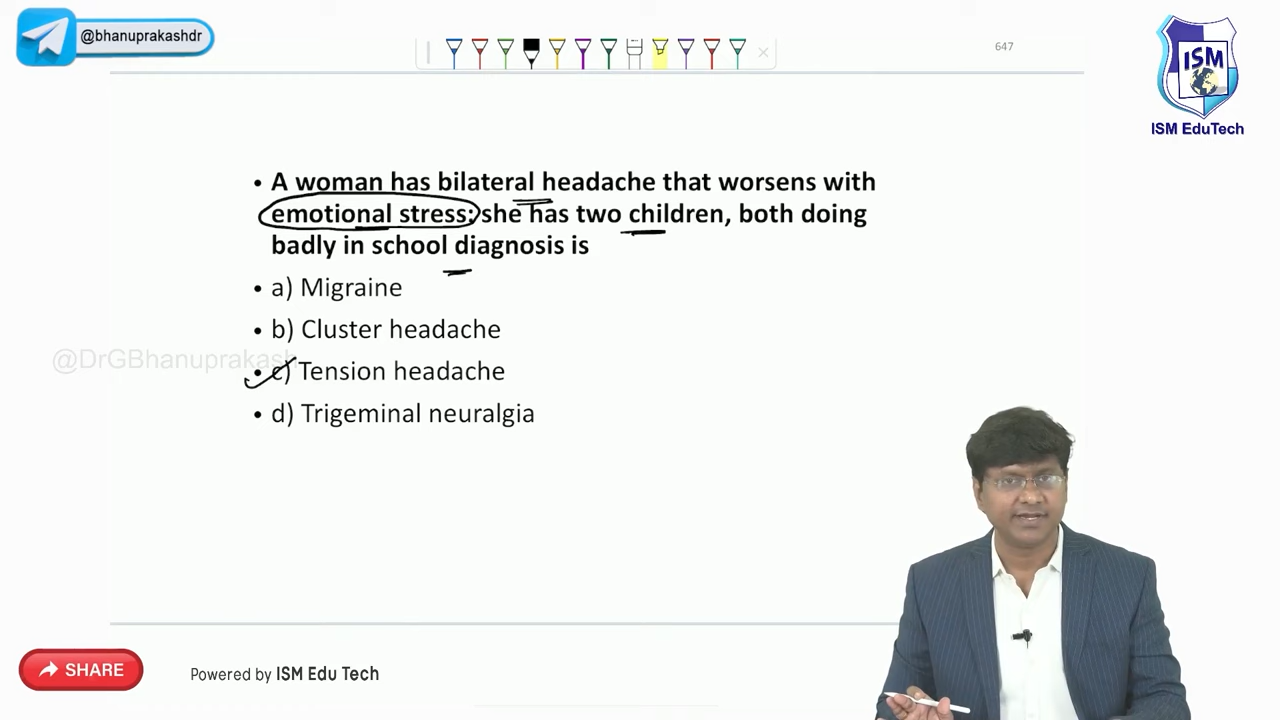 @bhanuprakashdr
647
ISM
ISM EduTech
• A woman has bilateral headache that worsens with
emotional stress; she has two children, both doing
badly in school diagnosis is
• a) Migraine
• b) Cluster headache
@DrGBhanuprakash
• c) Tension headache
• d) Trigeminal neuralgia
SHARE
Powered by ISM Edu Tech